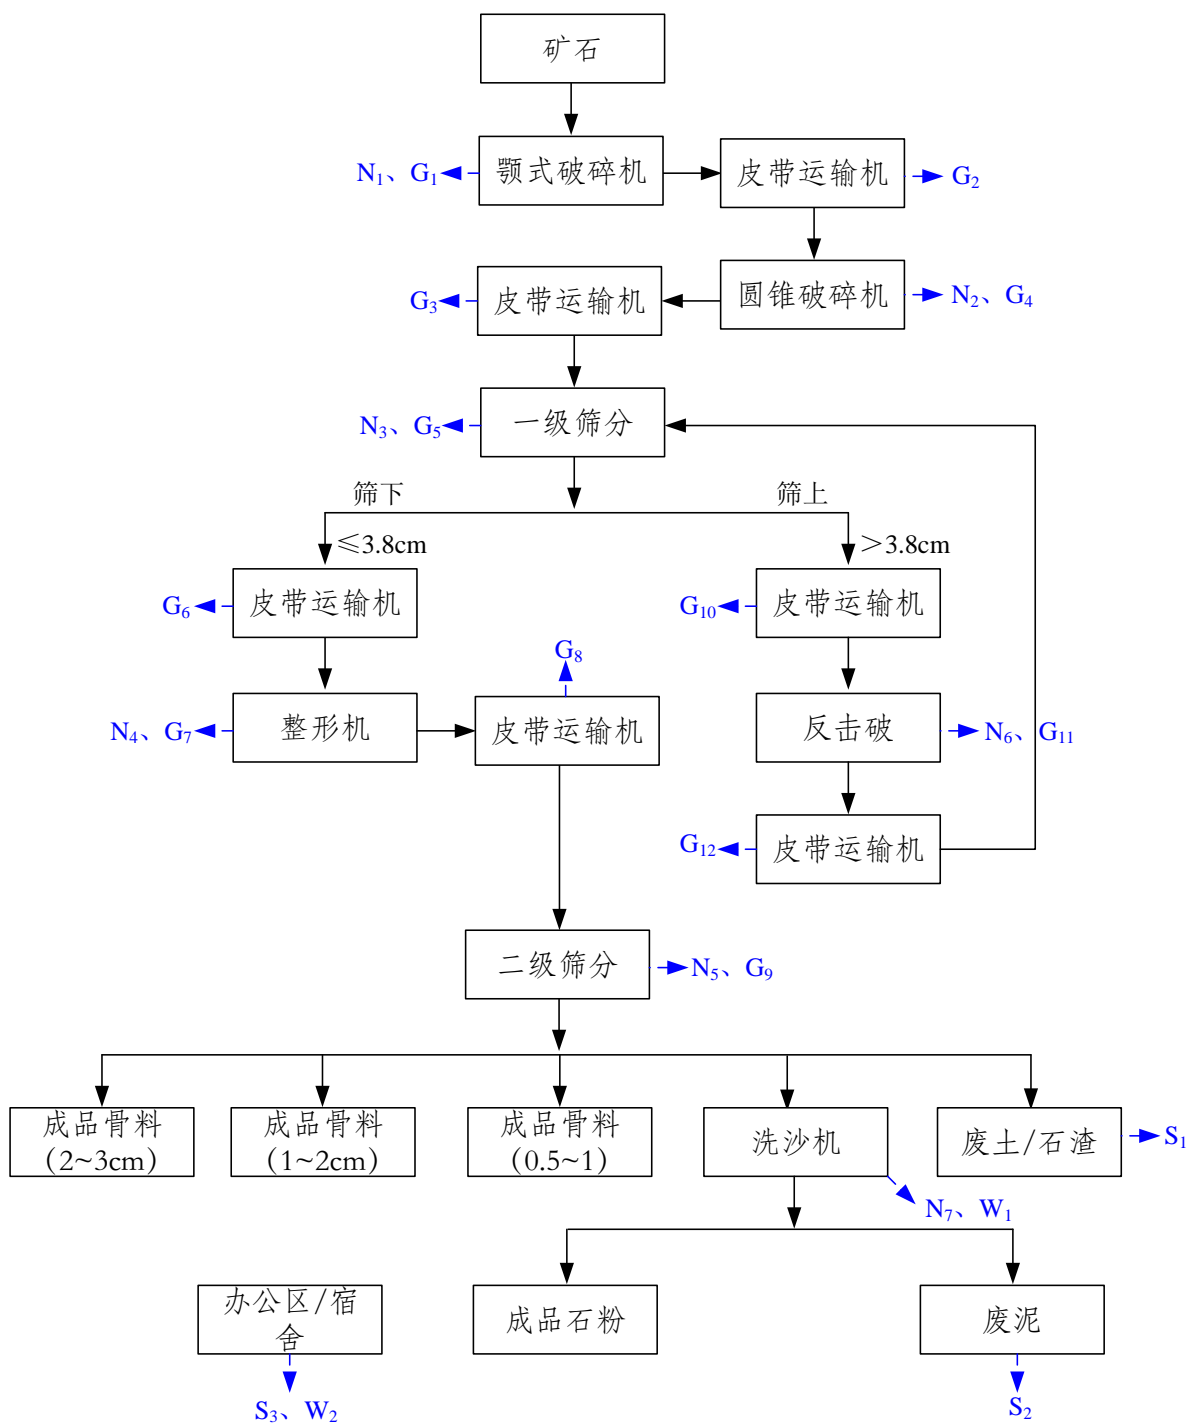 矿石
N₁、G₁
颚式破碎机
皮带运输机
G₂
G₃
皮带运输机
圆锥破碎机
N₂、G₄
N₃、G₅
一级筛分
筛下
筛上
≤3.8cm
＞3.8cm
G₆
皮带运输机
G₁₀
皮带运输机
G₈
N₄、G₇
整形机
皮带运输机
反击破
N₆、G₁₁
G₁₂
皮带运输机
二级筛分
N₅、G₉
成品骨料
（2~3cm）
成品骨料
（1~2cm）
成品骨料
（0.5~1）
洗沙机
废土/石渣
S₁
N₇、W₁
办公区/宿
舍
成品石粉
废泥
S₃、W₂
S₂